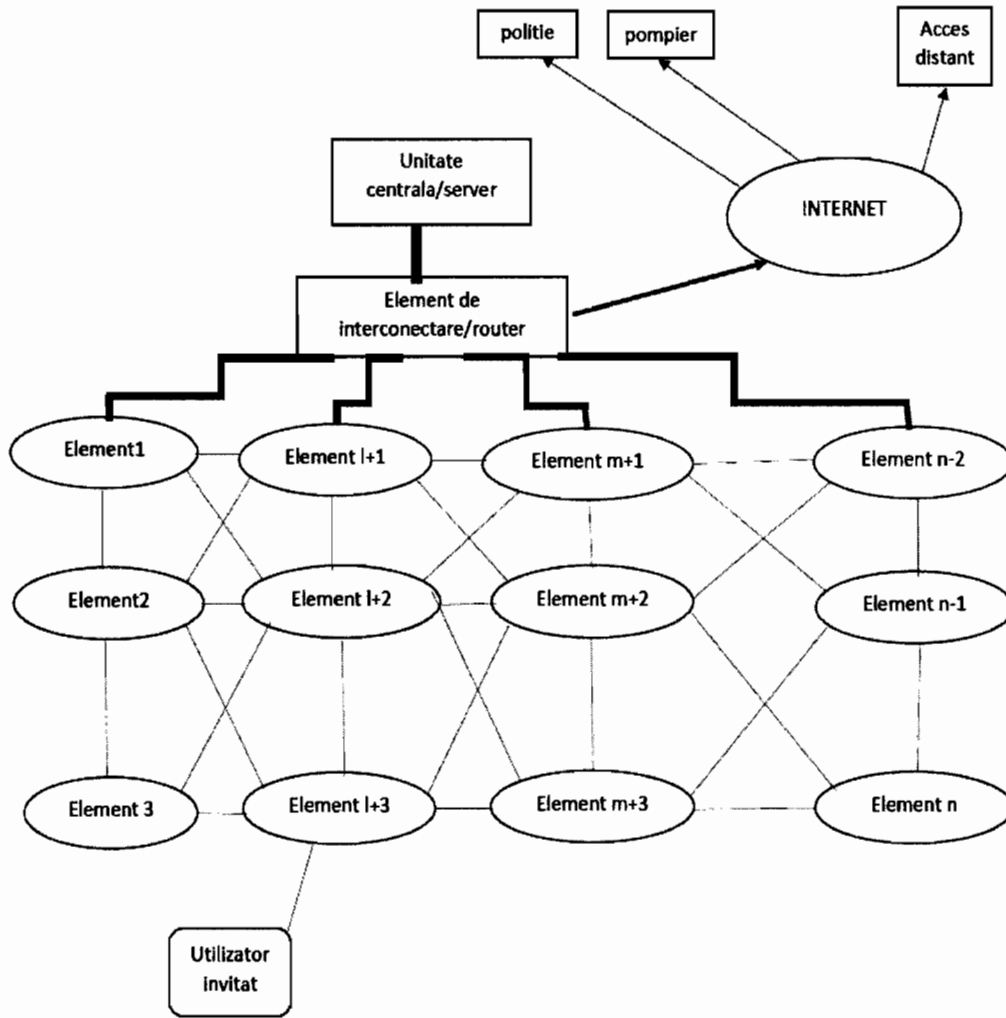 politie
pompier
Acces
distant
Unitate
centrala/server
INTERNET
Element de
interconectare/router
Element1
Element l+1
Element m+1
Element n-2
Element2
Element l+2
Element m+2
Element n-1
Element 3
Element l+3
Element m+3
Element n
Utilizator
invitat